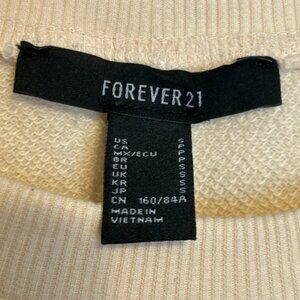 FOREVER 21
US S
CA P
MX/ECU P
BR P
EU S
UK S
KR S
JP S
CN 160/84A
MADE IN
VIETNAM